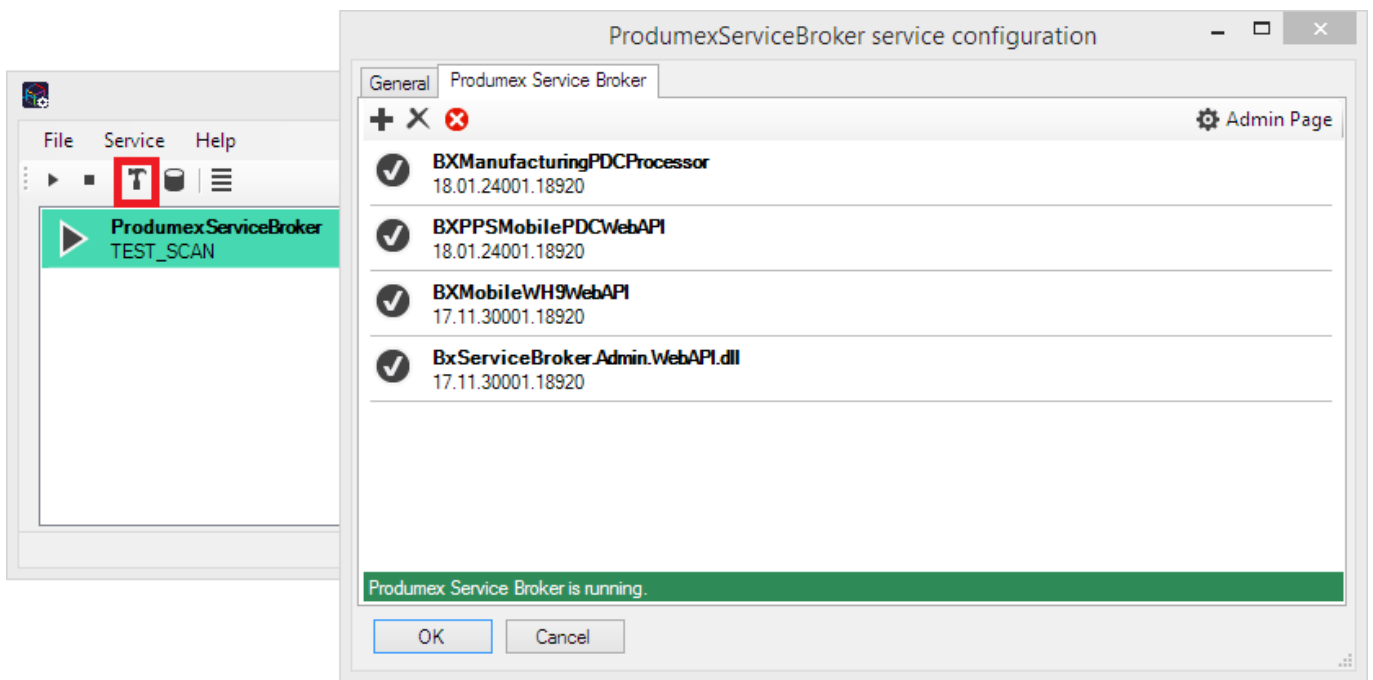 ProdumexServiceBroker service configuration
General Produmex Service Broker
Admin Page
File Service Help
ProdumexServiceBroker
TEST_SCAN
BXManufacturingPDCProcessor
18.01.24001.18920
BXPPSMobilePDCWebAPI
18.01.24001.18920
BXMobileWH9WebAPI
17.11.30001.18920
BxServiceBroker.Admin.WebAPI.dll
17.11.30001.18920
Produmex Service Broker is running.
OK Cancel